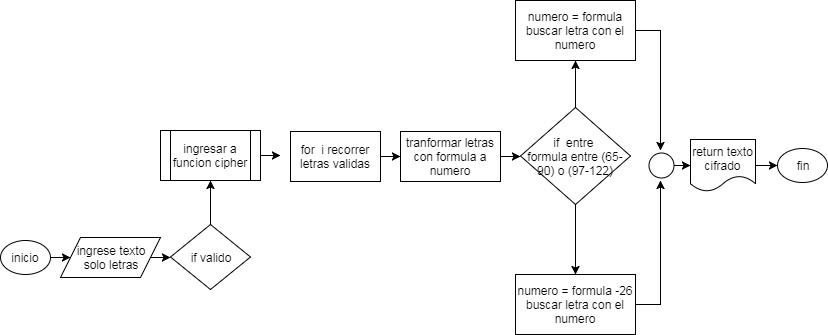 inicio
ingrese texto
solo letras
if valido
ingresar a
funcion cipher
for i recorrer
letras validas
tranformar letras
con formula a
numero
if entre
formula entre (65-
90) o (97-122)
numero = formula
buscar letra con el
numero
numero = formula -26
buscar letra con el
numero
return texto
cifrado
fin